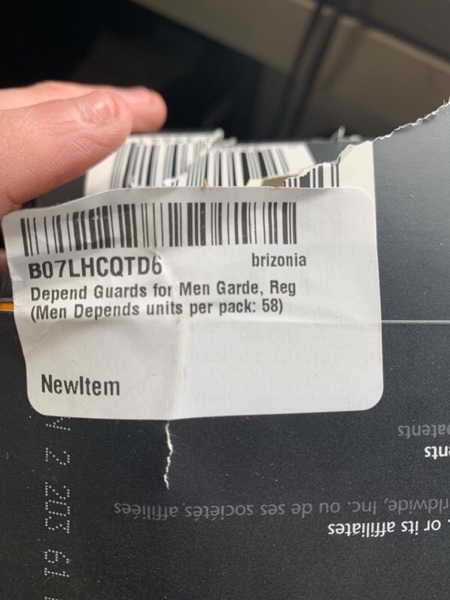 B07LHCQTD6
brizonia
Depend Guards for Men Garde, Reg
(Men Depends units per pack: 58)
NewItem
or its affiliates
Inc. ou de ses sociétés affiliées